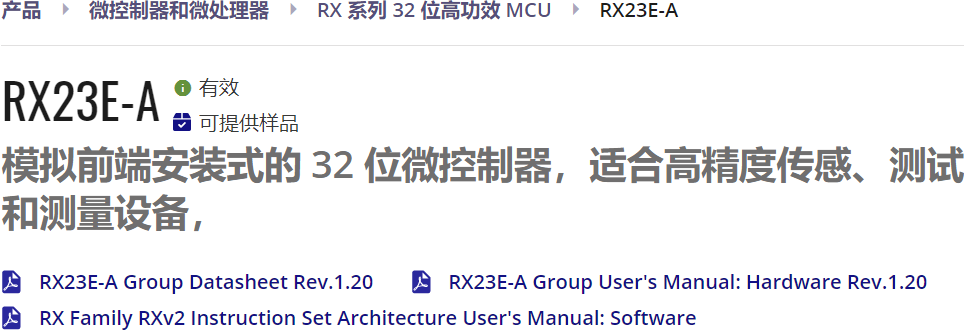 产品 微控制器和微处理器 RX 系列 32 位高功效 MCU RX23E-A
RX23E-A
有效
可提供样品
模拟前端安装式的 32 位微控制器，适合高精度传感、测试
和测量设备，
RX23E-A Group Datasheet Rev.1.20 RX23E-A Group User's Manual: Hardware Rev.1.20
RX Family RXv2 Instruction Set Architecture User's Manual: Software